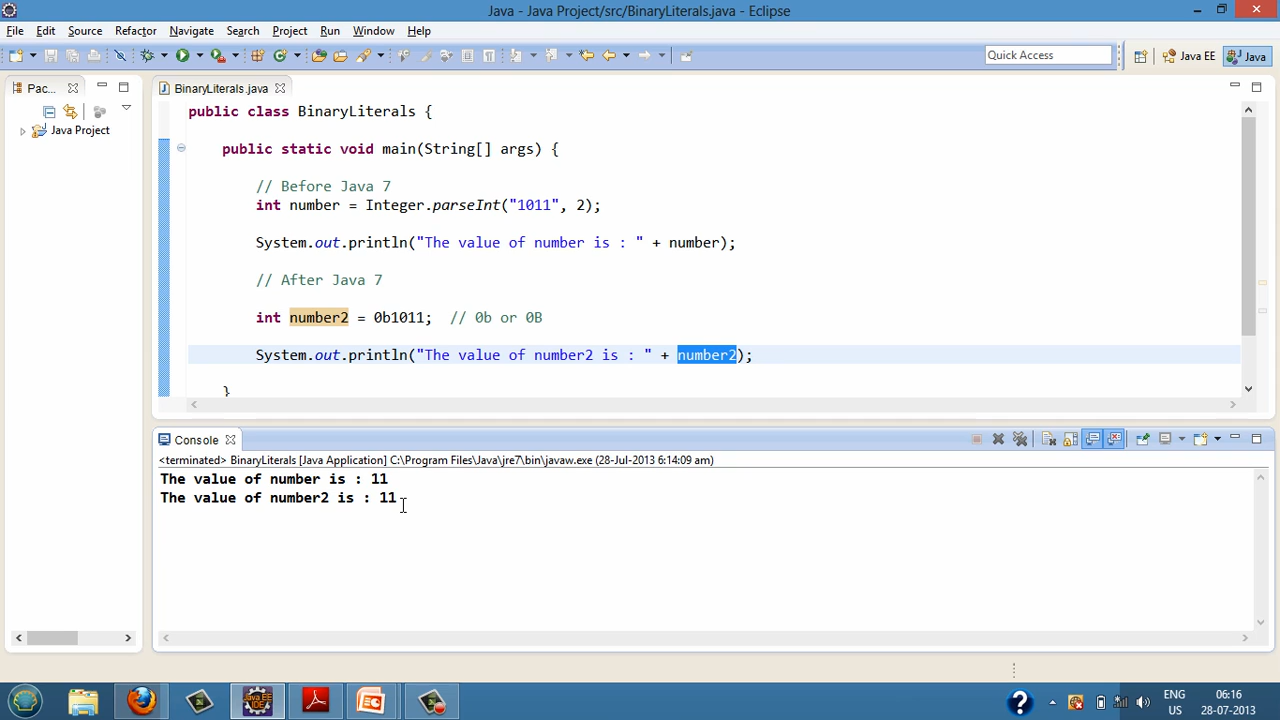 Java - Java Project/src/BinaryLiterals.java - Eclipse
File Edit Source Refactor Navigate Search Project Run Window Help
Quick Access
Java EE
Java
Pac...
BinaryLiterals.java
Java Project
public class BinaryLiterals {
public static void main(String[] args) {
// Before Java 7
int number = Integer.parseInt("1011", 2);
System.out.println("The value of number is : " + number);
// After Java 7
int number2 = 0b1011;  // 0b or 0B
System.out.println("The value of number2 is : " + number2);
}
Console
<terminated> BinaryLiterals [Java Application] C:\Program Files\Java\jre7\bin\javaw.exe (28-Jul-2013 6:14:09 am)
The value of number is : 11
The value of number2 is : 11
Java EE
IDE
ENG
US
06:16
28-07-2013